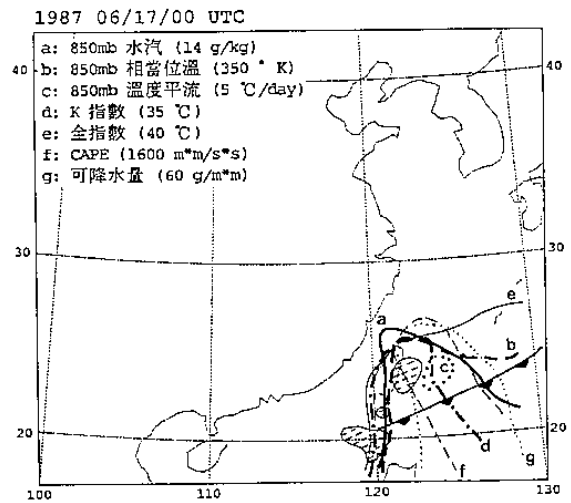 1987 06/17/00 UTC
a: 850mb 水汽 (14 g/kg)
b: 850mb 相當位溫 (350 ° K)
c: 850mb 溫度平流 (5 ℃/day)
d: K 指數 (35 ℃)
e: 全指數 (40 ℃)
f: CAPE (1600 m*m/s*s)
g: 可降水量 (60 g/m*m)
40 40
30 30
e
a
b
c
20 20
d
f g
100 110 120 130